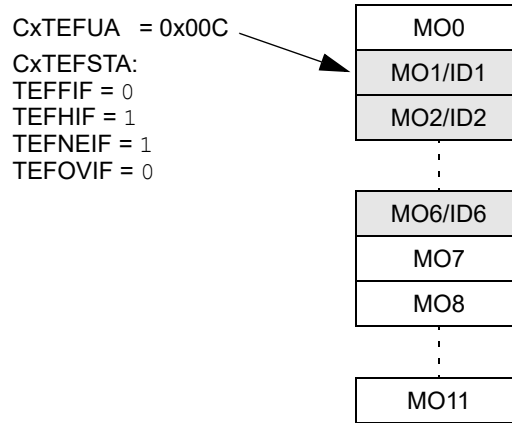 CxTEFUA = 0x00C
CxTEFSTA:
TEFFIF = 0
TEFHIF = 1
TEFNEIF = 1
TEFOVIF = 0
MO0
MO1/ID1
MO2/ID2
MO6/ID6
MO7
MO8
MO11